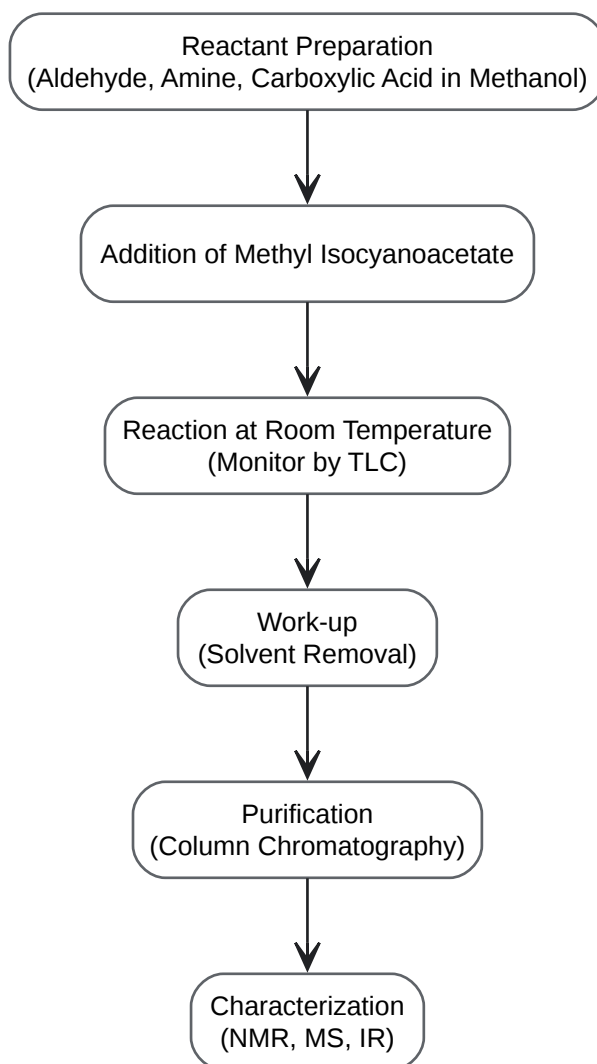 Reactant Preparation
(Aldehyde, Amine, Carboxylic Acid in Methanol)
Addition of Methyl Isocyanoacetate
Reaction at Room Temperature
(Monitor by TLC)
Work-up
(Solvent Removal)
Purification
(Column Chromatography)
Characterization
(NMR, MS, IR)